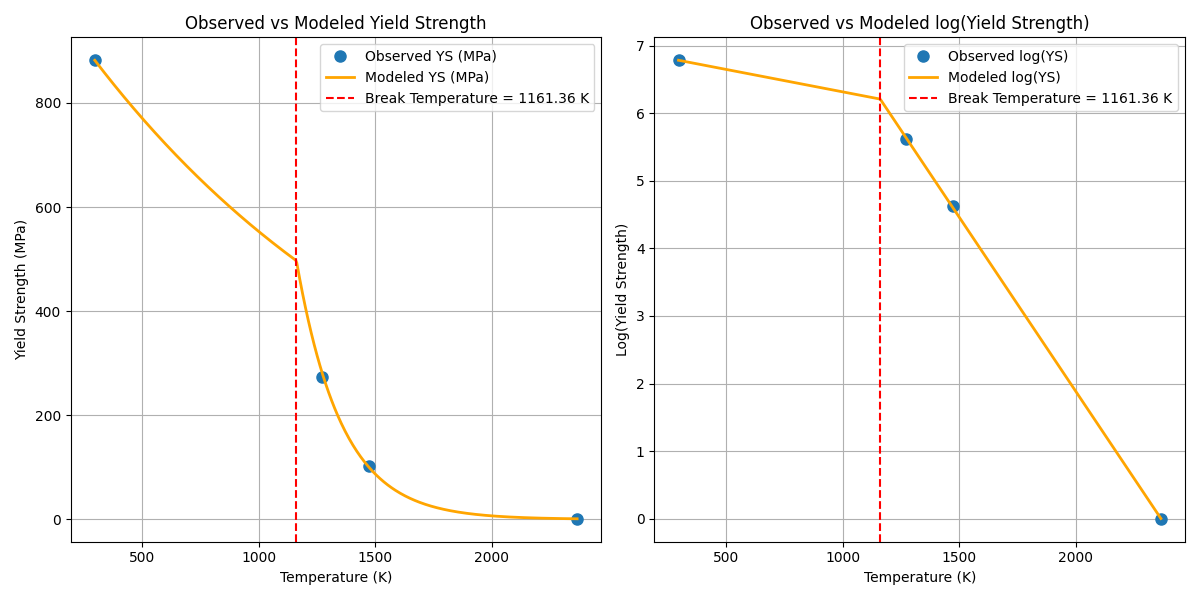 Observed vs Modeled Yield Strength
Observed YS (MPa)
Modeled YS (MPa)
Break Temperature = 1161.36 K
Yield Strength (MPa)
800
600
400
200
0
500
1000
1500
2000
Temperature (K)
Observed vs Modeled log(Yield Strength)
Observed log(YS)
Modeled log(YS)
Break Temperature = 1161.36 K
Log(Yield Strength)
7
6
5
4
3
2
1
0
500
1000
1500
2000
Temperature (K)